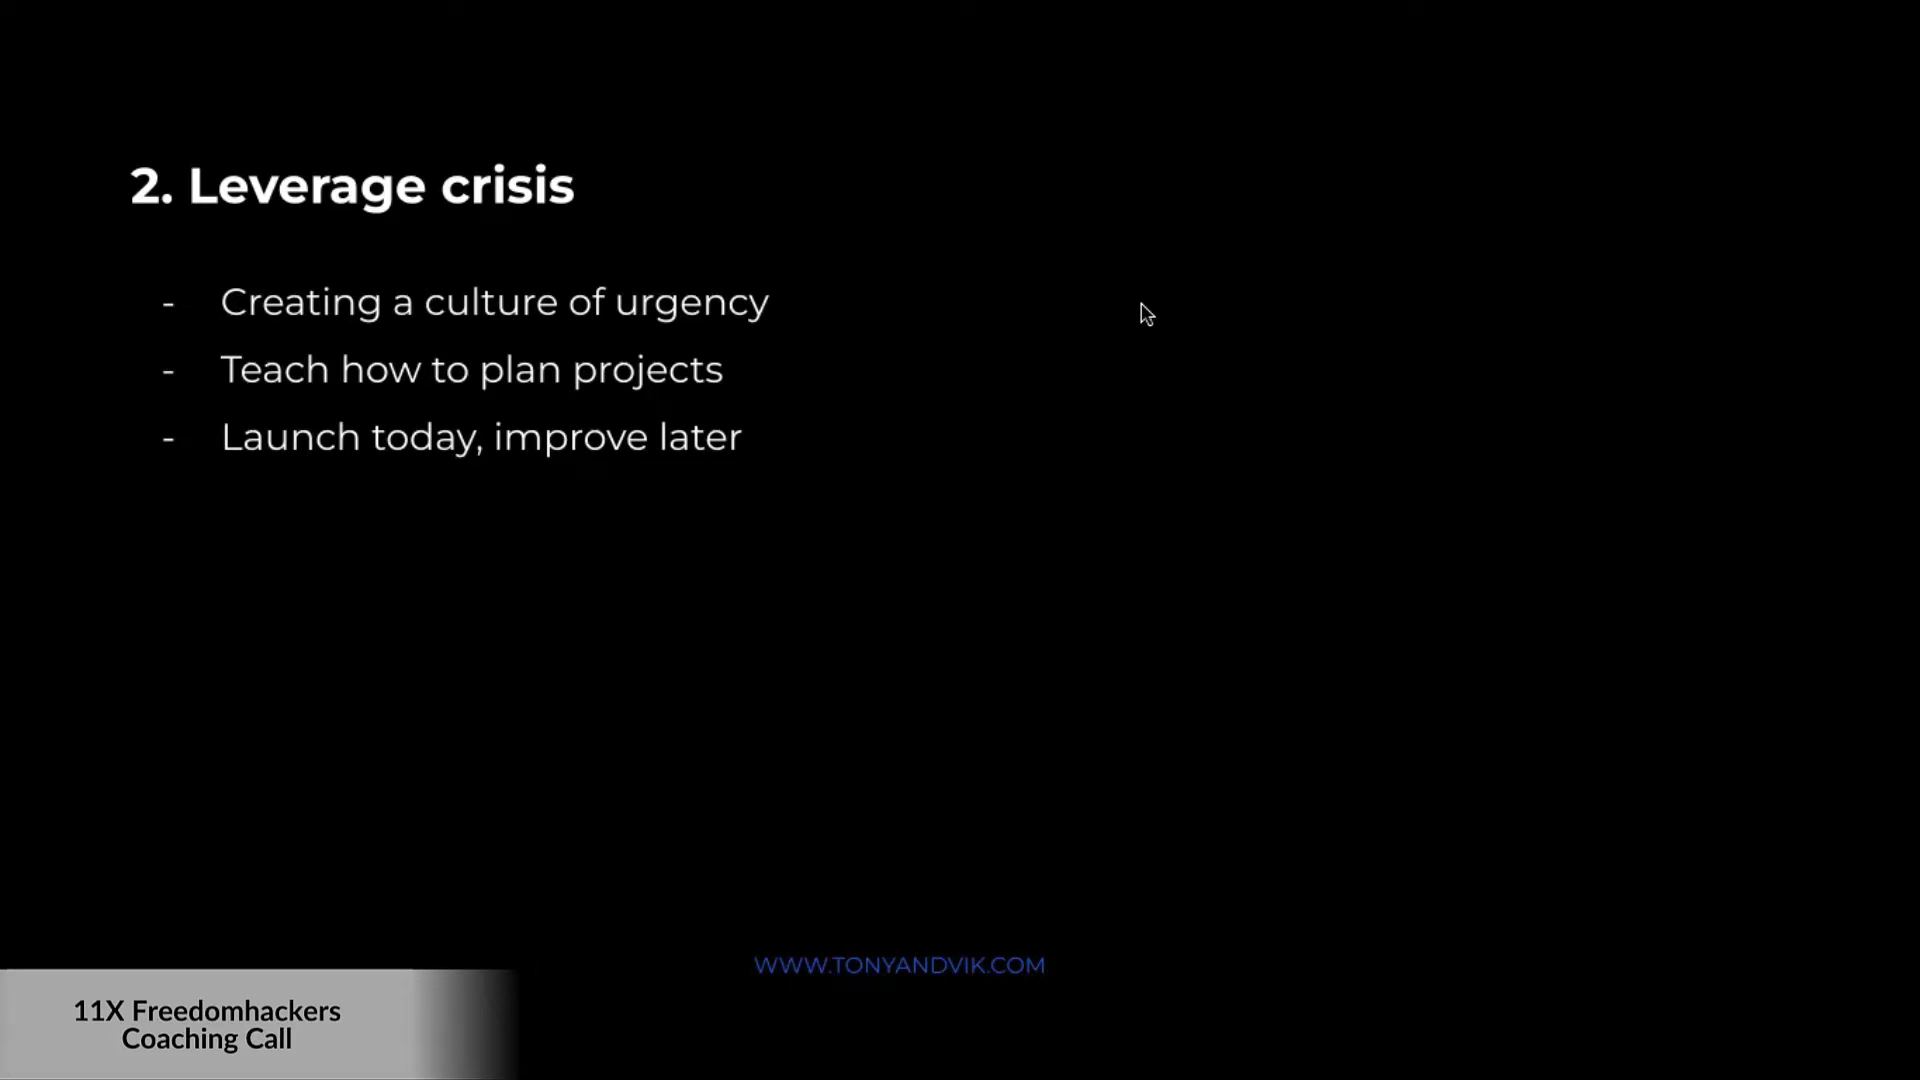 2. Leverage crisis
- Creating a culture of urgency
- Teach how to plan projects
- Launch today, improve later
WWW.TONYANDVIK.COM
11X Freedomhackers
Coaching Call